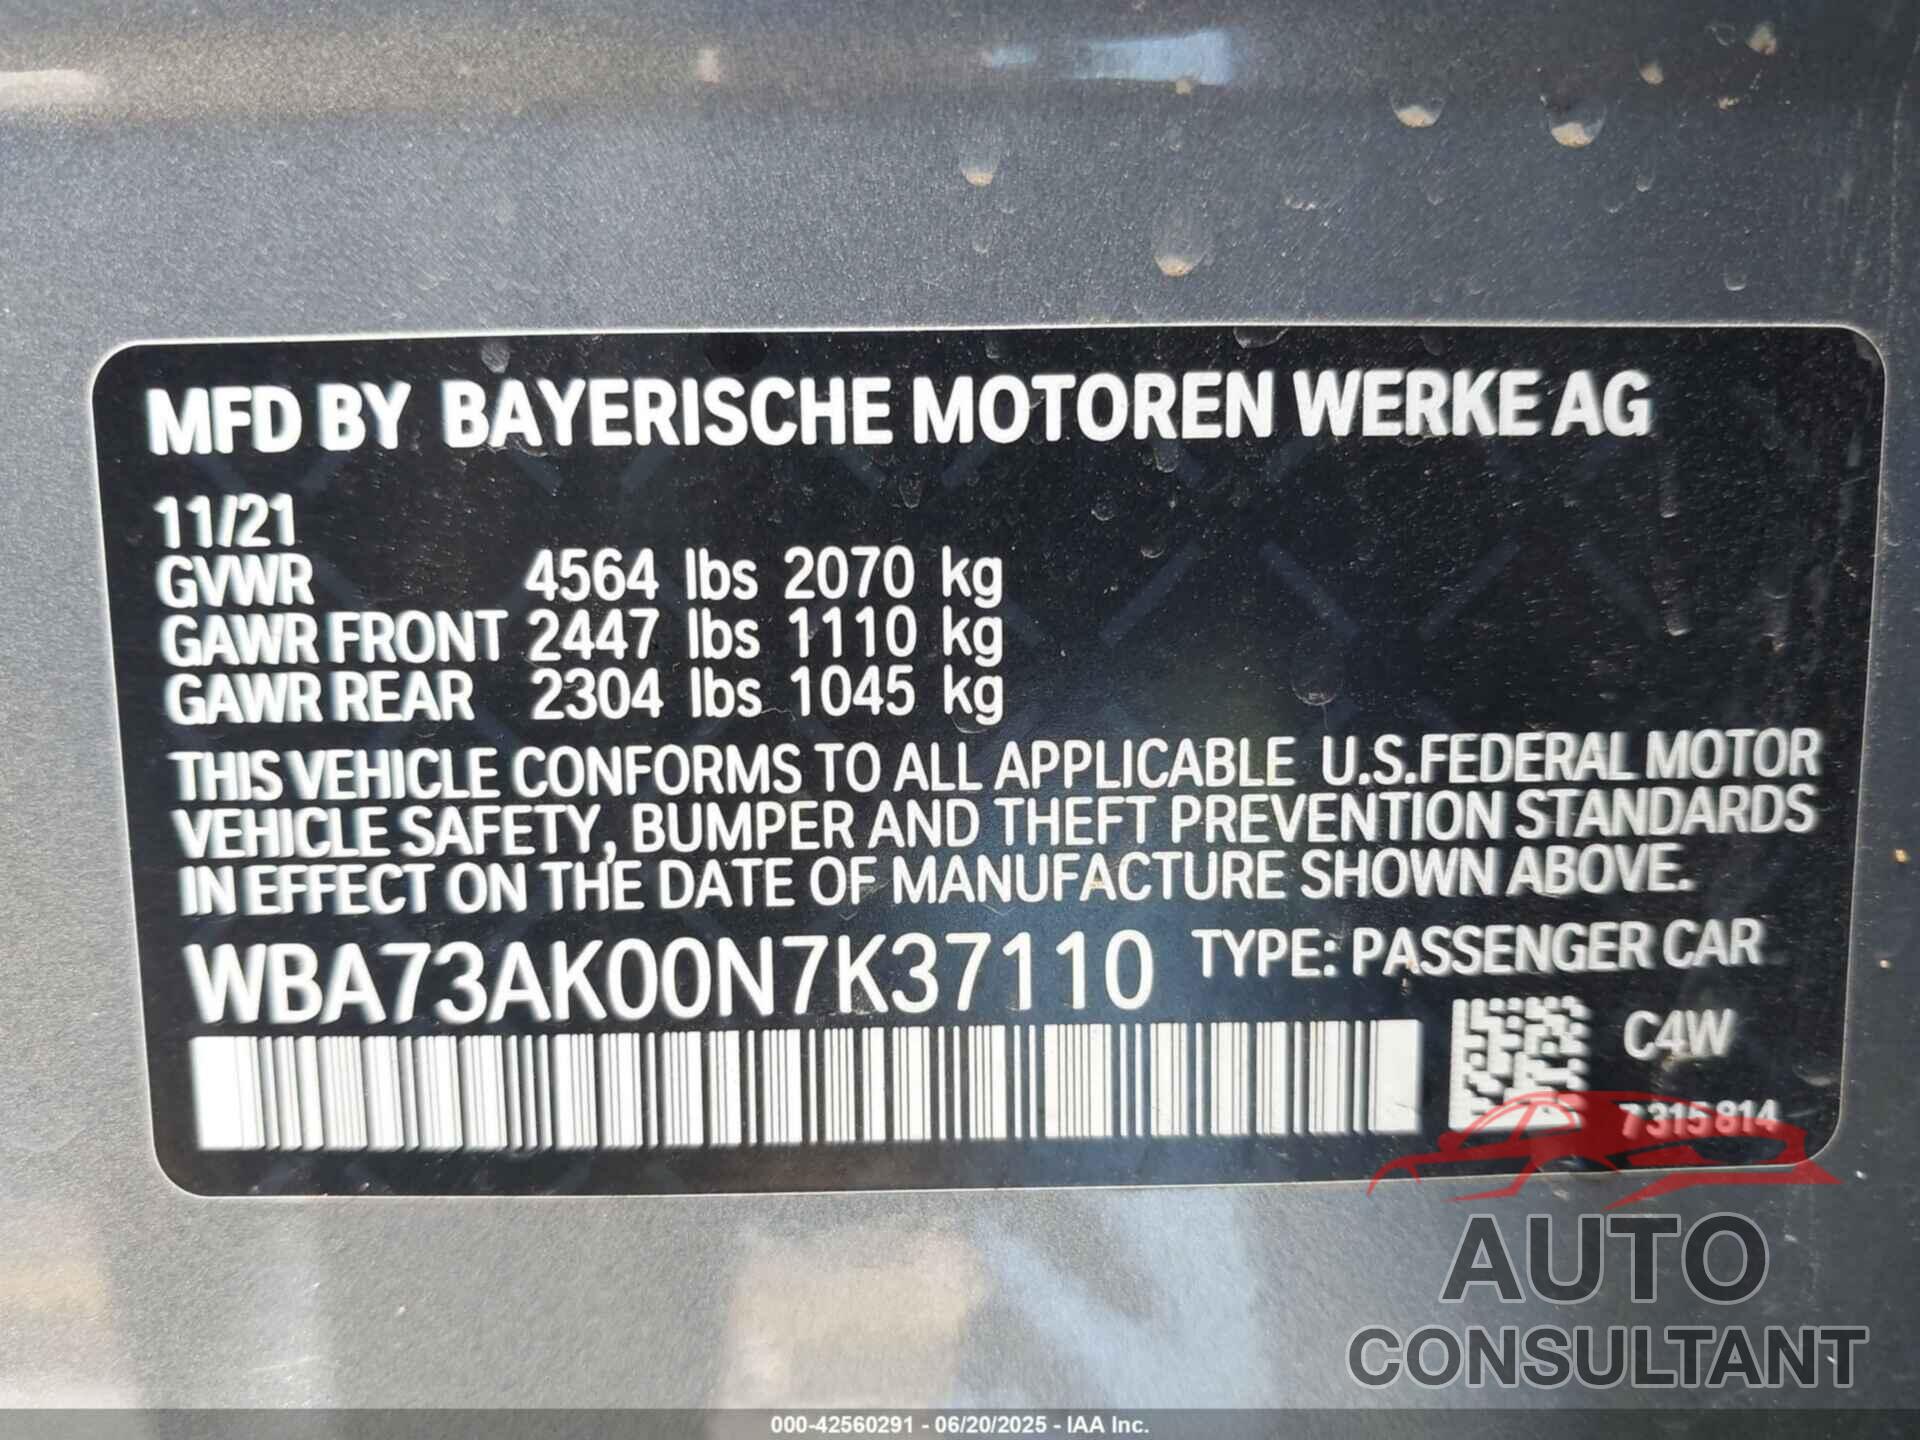 MFD BY BAYERISCHE MOTOREN WERKE AG
11/21
GVWR 4564 lbs 2070 kg
GAWR FRONT 2447 lbs 1110 kg
GAWR REAR 2304 lbs 1045 kg
THIS VEHICLE CONFORMS TO ALL APPLICABLE U.S.FEDERAL MOTOR
VEHICLE SAFETY, BUMPER AND THEFT PREVENTION STANDARDS
IN EFFECT ON THE DATE OF MANUFACTURE SHOWN ABOVE.
WBA73AK00N7K37110 TYPE: PASSENGER CAR
C4W
7315814
AUTO
CONSULTANT
000-42560291 - 06/20/2025 - IAA Inc.